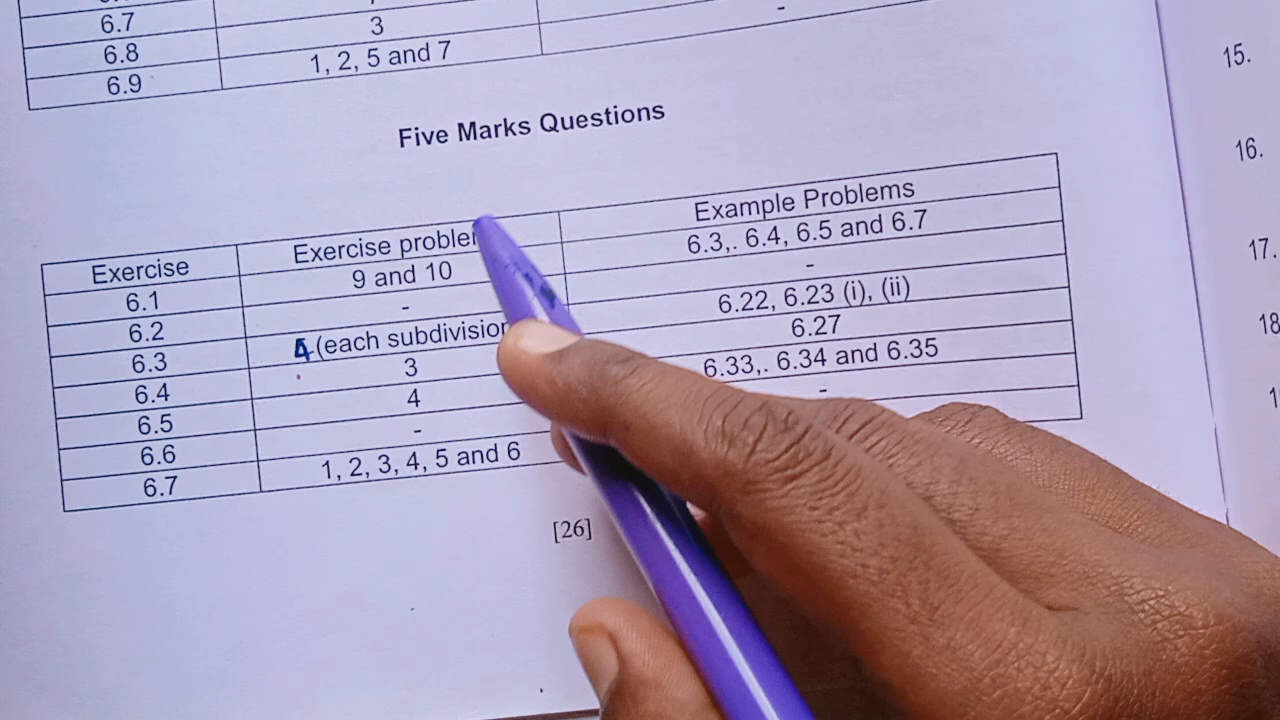 6.7 3
6.8 1, 2, 5 and 7 -
6.9
Five Marks Questions
Exercise Exercise Example Problems
6.1 9 and 10 6.3,. 6.4, 6.5 and 6.7
6.2 - -
6.3 4 (each 6.22, 6.23 (i), (ii)
6.4 3 6.27
6.5 4 6.33,. 6.34 and 6.35
6.6 - -
6.7 1, 2, 3, 4, 5 and 6
[26]
15.
16.
17.
18